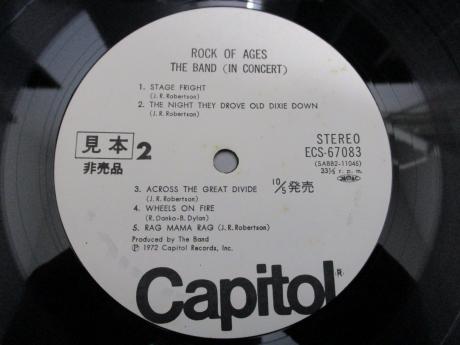 ROCK OF AGES
THE BAND (IN CONCERT)
1. STAGE FRIGHT
(J. R. Robertson)
2. THE NIGHT THEY DROVE OLD DIXIE DOWN
(J. R. Robertson)
見本 2
非売品
STEREO
ECS-67083
(SABB2-11045)
33⅓ r. p. m.
3. ACROSS THE GREAT DIVIDE
(J. R. Robertson)
10/5 発売
4. WHEELS ON FIRE
(R. Danko-B. Dylan)
5. RAG MAMA RAG (J. R. Robertson)
Produced by The Band
Ⓟ 1972 Capitol Records, Inc.
Capitol®